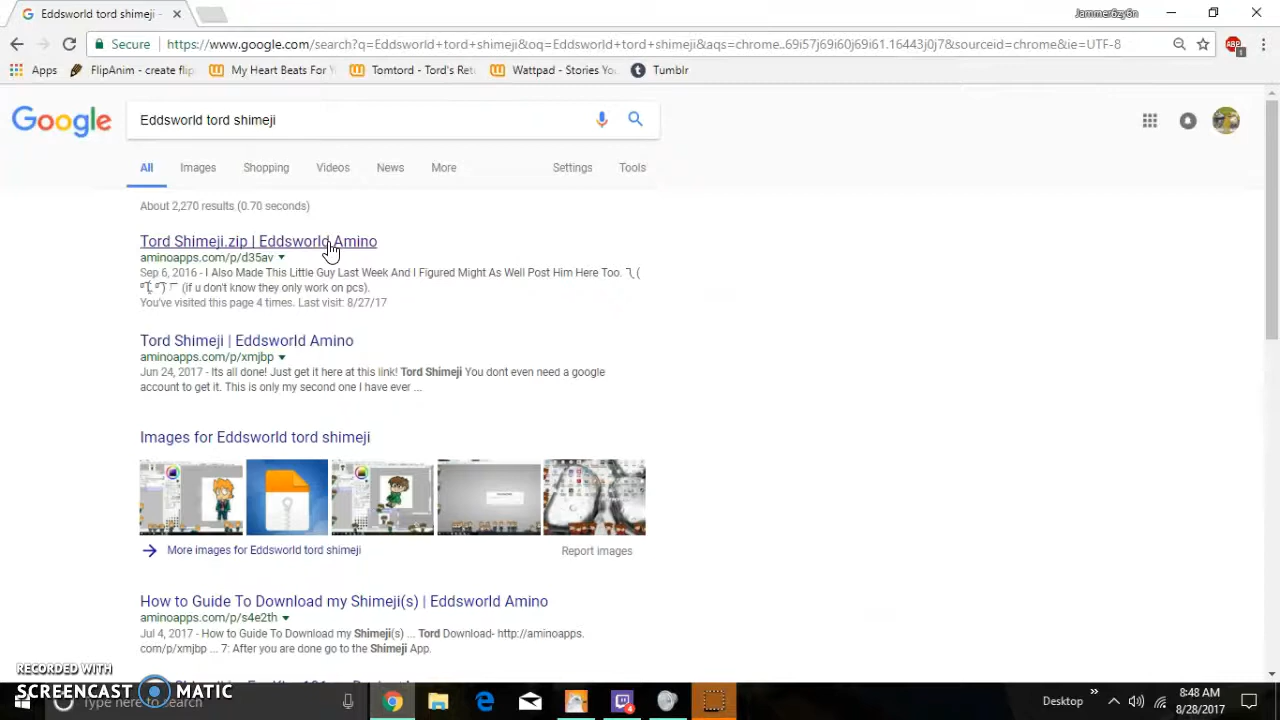 Eddsworld tord shimeji -
Jammer6zy6n
Secure
https://www.google.com/search?q=Eddsworld+tord+shimeji&oq=Eddsworld+tord+shimeji&aqs=chrome..69i57j69i60j69i61.16443j0j7&sourceid=chrome&ie=UTF-8
ABP
1
Apps
FlipAnim - create flip
My Heart Beats For Y
Tomtord - Tord's Ret
Wattpad - Stories You
Tumblr
Google
Eddsworld tord shimeji
All
Images
Shopping
Videos
News
More
Settings
Tools
About 2,270 results (0.70 seconds)
Tord Shimeji.zip | Eddsworld Amino
aminoapps.com/p/d35av
Sep 6, 2016 - I Also Made This Little Guy Last Week And I Figured Might As Well Post Him Here Too.
(if u don't know they only work on pcs).
You've visited this page 4 times. Last visit: 8/27/17
Tord Shimeji | Eddsworld Amino
aminoapps.com/p/xmjbp
Jun 24, 2017 - Its all done! Just get it here at this link! Tord Shimeji You dont even need a google
account to get it. This is only my second one I have ever ...
Images for Eddsworld tord shimeji
More images for Eddsworld tord shimeji
Report images
How to Guide To Download my Shimeji(s) | Eddsworld Amino
aminoapps.com/p/s4e2th
Jul 4, 2017 - How to Guide To Download my Shimeji(s) ... Tord Download- http://aminoapps.
com/p/xmjbp ... 7: After you are done go to the Shimeji App.
RECORDED WITH
SCREENCAST MATIC
Type here to search
4
Desktop
8:48 AM
8/28/2017